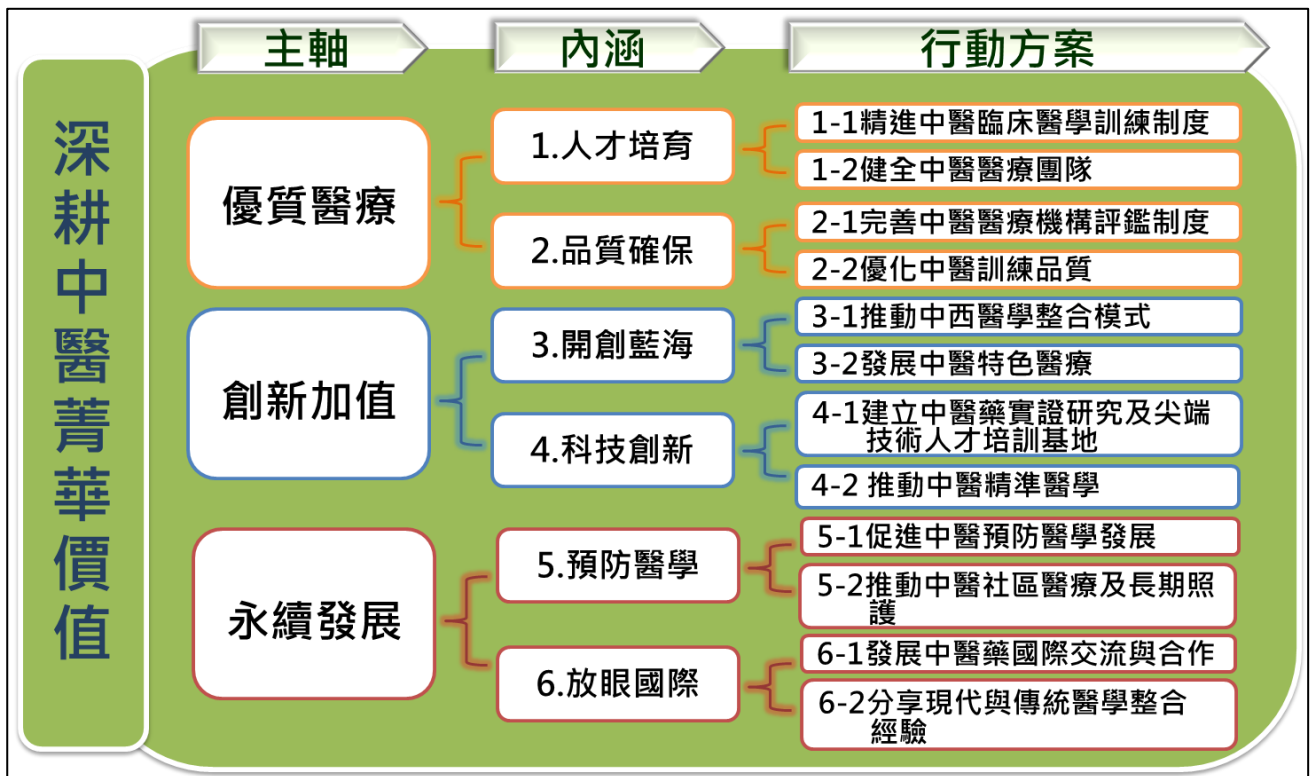 深耕中醫菁華價值
主軸
內涵
行動方案
優質醫療
1.人才培育
1-1精進中醫臨床醫學訓練制度
1-2健全中醫醫療團隊
2.品質確保
2-1完善中醫醫療機構評鑑制度
2-2優化中醫訓練品質
創新加值
3.開創藍海
3-1推動中西醫學整合模式
3-2發展中醫特色醫療
4.科技創新
4-1建立中醫藥實證研究及尖端
技術人才培訓基地
4-2 推動中醫精準醫學
永續發展
5.預防醫學
5-1促進中醫預防醫學發展
5-2推動中醫社區醫療及長期照
護
6.放眼國際
6-1發展中醫藥國際交流與合作
6-2分享現代與傳統醫學整合
經驗